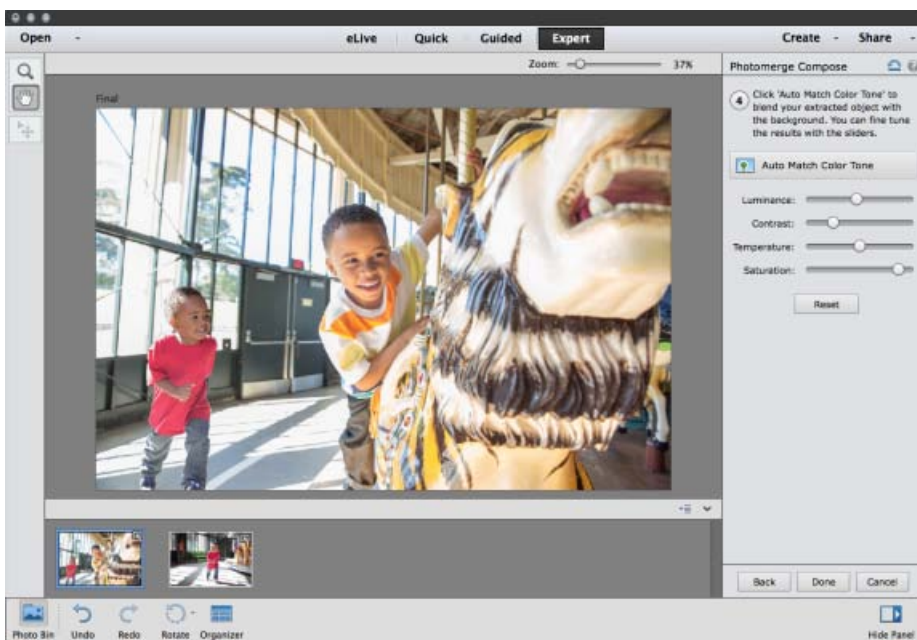 Open
eLive Quick Guided Expert
Create Share
Zoom: 37%
Photomerge Compose
Final
4 Click 'Auto Match Color Tone' to
blend your extracted object with
the background. You can fine tune
the results with the sliders.
Auto Match Color Tone
Luminance:
Contrast:
Temperature:
Saturation:
Reset
Back Done Cancel
Photo Bin Undo Redo Rotate Organizer Hide Panel